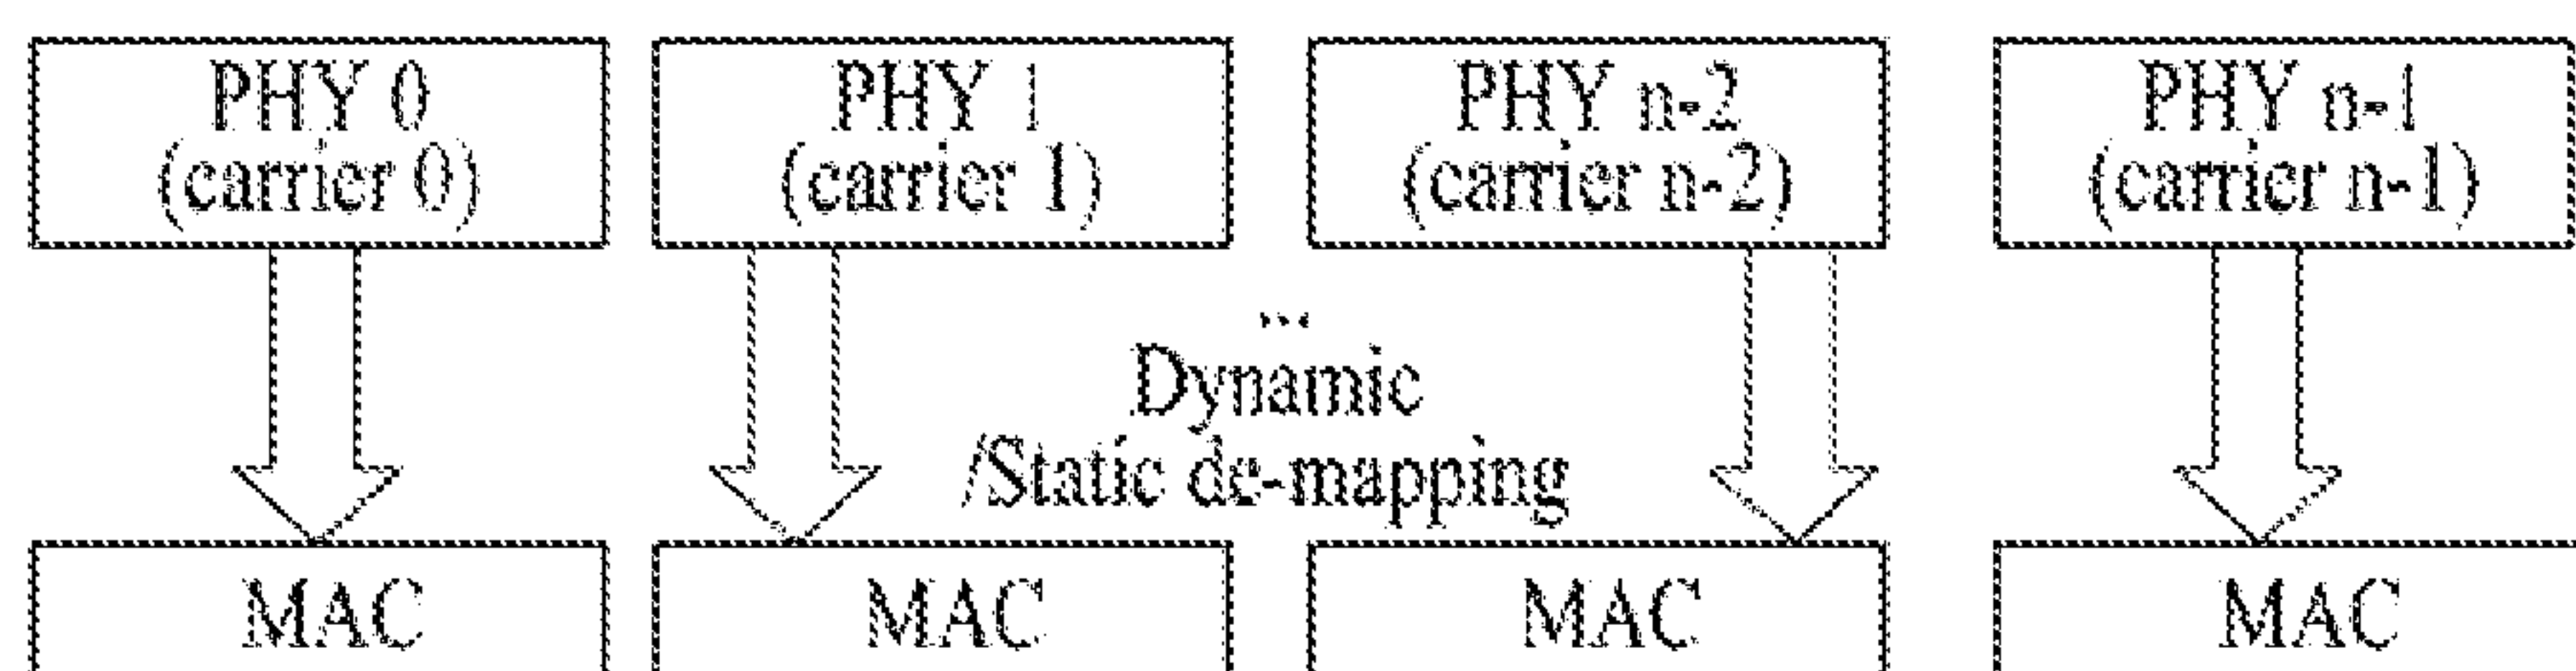 PHY 0
(carrier 0)
PHY 1
(carrier 1)
PHY n-2
(carrier n-2)
PHY n-1
(carrier n-1)
...
Dynamic
/Static de-mapping
MAC
MAC
MAC
MAC